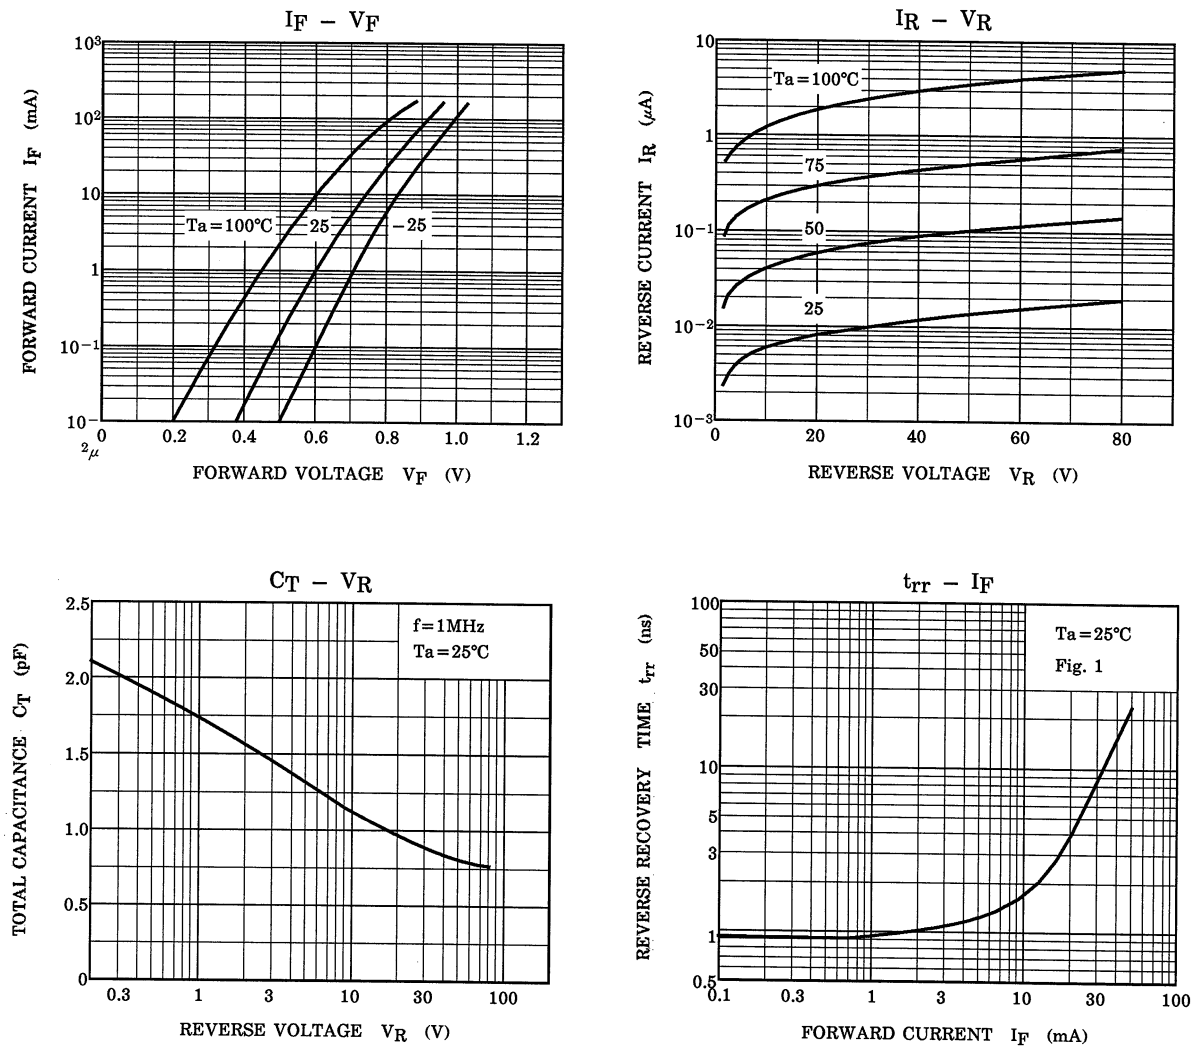 IF – VF
FORWARD CURRENT IF (mA)
10³
10²
10
1
10⁻¹
10⁻
Ta=100°C
25
−25
0
0.2
0.4
0.6
0.8
1.0
1.2
2μ
FORWARD VOLTAGE VF (V)
IR – VR
REVERSE CURRENT IR (μA)
10
1
10⁻¹
10⁻²
10⁻³
Ta=100°C
75
50
25
0
20
40
60
80
REVERSE VOLTAGE VR (V)
CT – VR
TOTAL CAPACITANCE CT (pF)
2.5
2.0
1.5
1.0
0.5
0
f=1MHz
Ta=25°C
0.3
1
3
10
30
100
REVERSE VOLTAGE VR (V)
trr – IF
REVERSE RECOVERY TIME trr (ns)
100
50
30
10
5
3
1
0.5
Ta=25°C
Fig. 1
0.1
0.3
1
3
10
30
100
FORWARD CURRENT IF (mA)